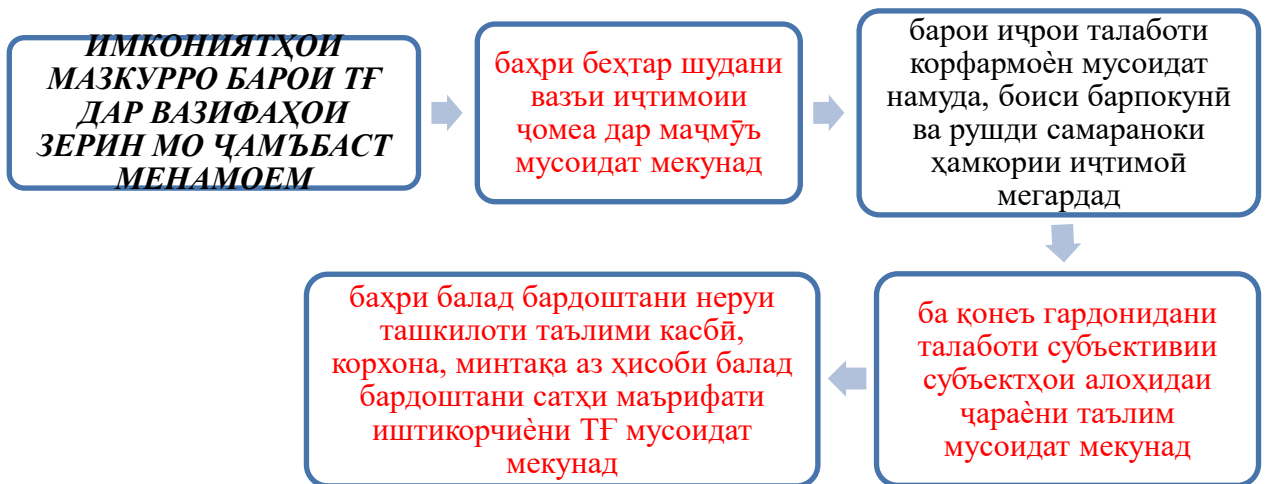 ИМКОНИЯТҲОИ
МАЗКУРРО БАРОИ ТҒ
ДАР ВАЗИФАҲОИ
ЗЕРИН МО ҶАМЪБАСТ
МЕНАМОЕМ
баҳри беҳтар шудани
вазъи иҷтимоии
ҷомеа дар маҷмӯъ
мусоидат мекунад
барои иҷрои талаботи
корфармоѐн мусоидат
намуда, боиси барпокунӣ
ва рушди самараноки
ҳамкории иҷтимоӣ
мегардад
ба қонеъ гардонидани
талаботи субъективии
субъектҳои алоҳидаи
ҷараѐни таълим
мусоидат мекунад
баҳри балад бардоштани неруи
ташкилоти таълими касбӣ,
корхона, минтақа аз ҳисоби балад
бардоштани сатҳи маърифати
иштикорчиѐни ТҒ мусоидат
мекунад